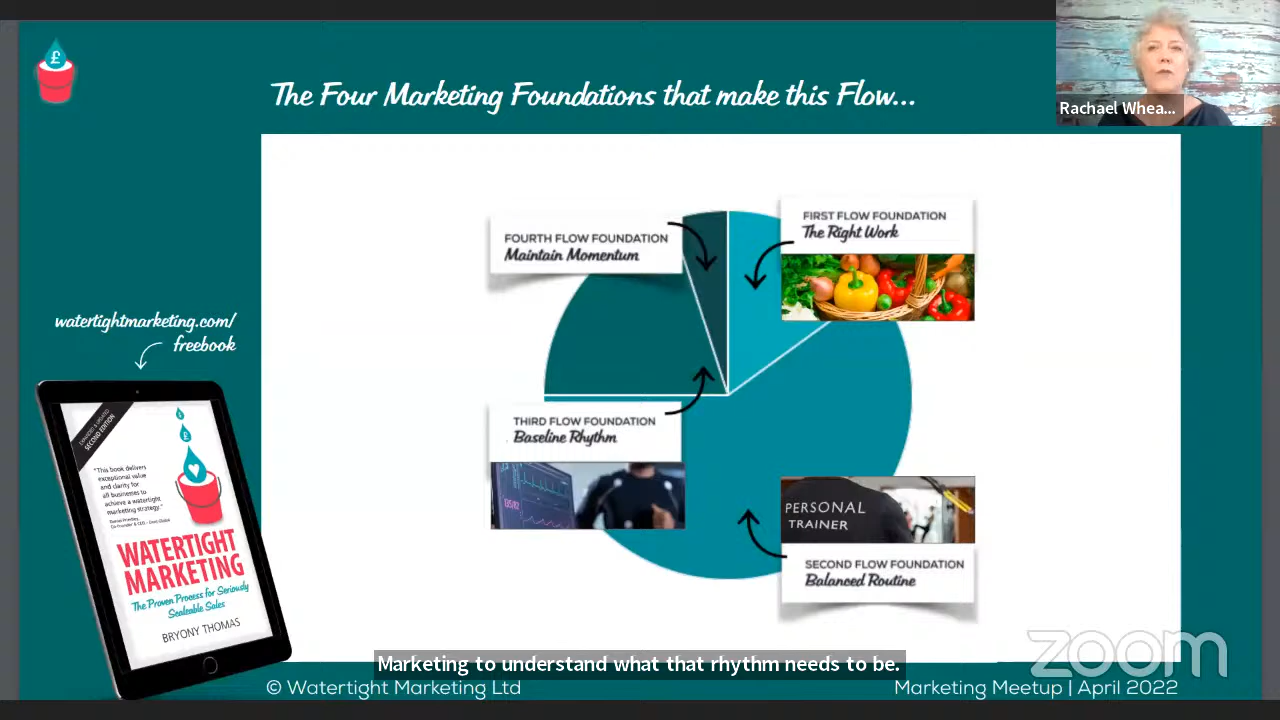 £
The Four Marketing Foundations that make this Flow...
Rachael Whea...
FOURTH FLOW FOUNDATION
Maintain Momentum
FIRST FLOW FOUNDATION
The Right Work
watertightmarketing.com/
freebook
THIRD FLOW FOUNDATION
Baseline Rhythm
PERSONAL
TRAINER
SECOND FLOW FOUNDATION
Balanced Routine
SECOND EDITION
"This book delivers
exceptional value
and clarity for
all businesses to
achieve a watertight
marketing strategy."
WATERTIGHT
MARKETING
The Proven Process for Seriously
Scaleable Sales
BRYONY THOMAS
zoom
Marketing to understand what that rhythm needs to be.
© Watertight Marketing Ltd
Marketing Meetup | April 2022